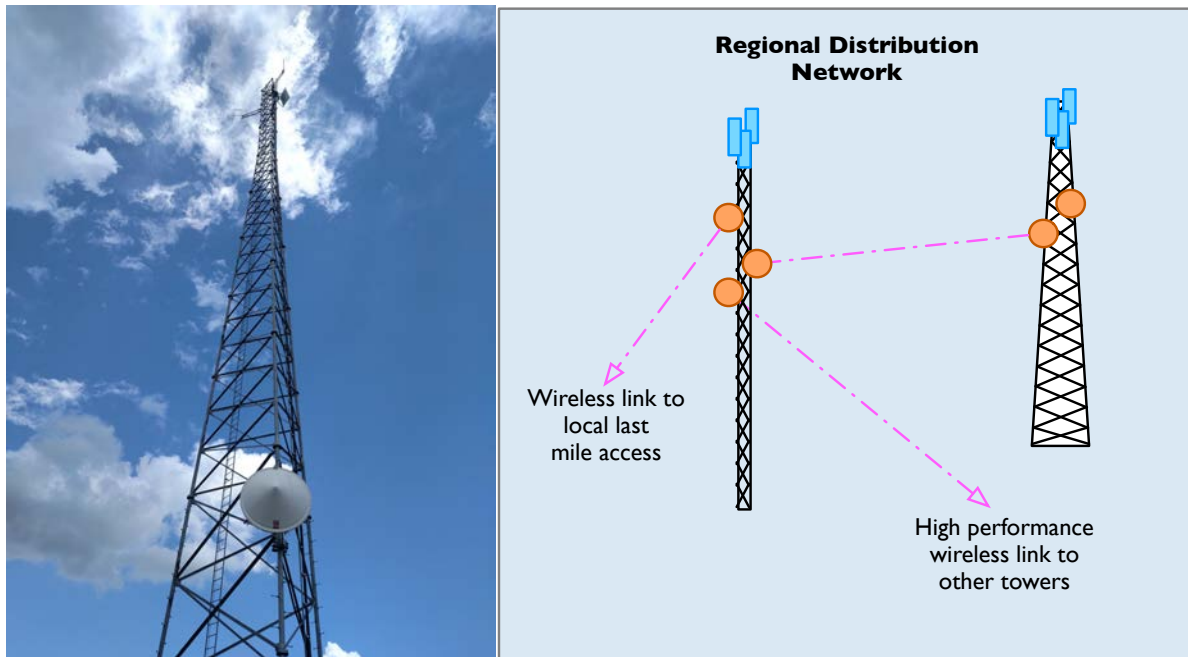 Regional Distribution
Network
Wireless link to
local last
mile access
High performance
wireless link to
other towers